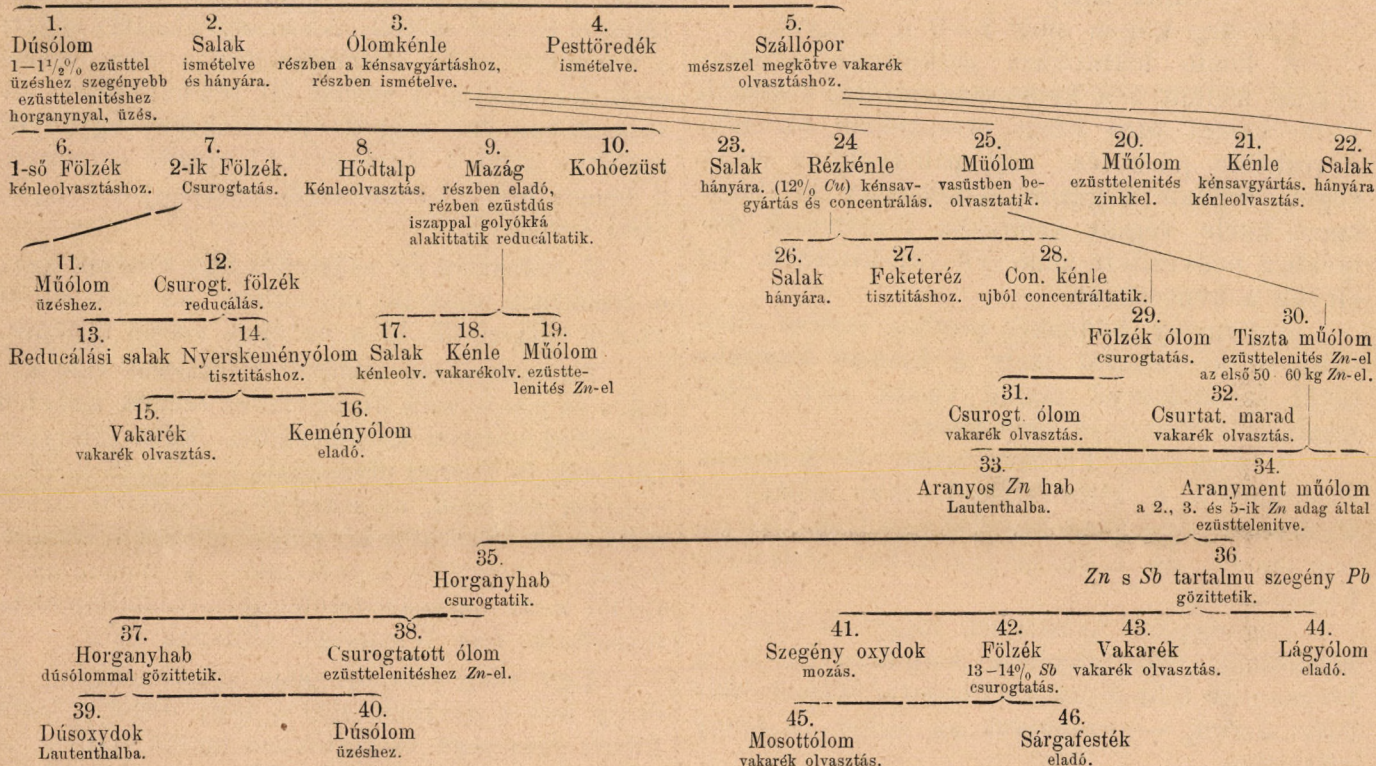 1.
Dúsólom
1—1½% ezüsttel
üzéshez szegényebb
ezüsttelenitéshez
horganynyal, üzés.
2.
Salak
ismételve
és hányára.
3.
Ólomkénle
részben a kénsavgyártáshoz,
részben ismételve.
4.
Pesttöredék
ismételve.
5.
Szállópor
mészszel megkötve vakarék
olvasztáshoz.
6.
1-ső Fölzék
kénleolvasztáshoz.
7.
2-ik Fölzék.
Csurogtatás.
8.
Hődtalp
Kénleolvasztás.
9.
Mazág
részben eladó,
rézben ezüstdús
iszappal golyókká
alakittatik reducáltatik.
10.
Kohóezüst
23.
Salak
hányára.
24
Rézkénle
(12% Cu) kénsav-
gyártás és concentrálás.
25.
Müólom
vasüstben be-
olvasztatik.
20.
Műólom
ezüsttelenités
zinkkel.
21.
Kénle
kénsavgyártás.
kénleolvasztás.
22.
Salak
hányára
11.
Műólom
üzéshez.
12.
Csurogt. fölzék
reducálás.
26.
Salak
hányára.
27.
Feketeréz
tisztitáshoz.
28.
Con. kénle
ujból concentráltatik.
13.
Reducálási salak
14.
Nyerskeményólom
tisztitáshoz.
17.
Salak
kénleolv.
18.
Kénle
vakarékolv.
19.
Műólom
ezüstte-
lenités Zn-el
29.
Fölzék ólom
csurogtatás.
30.
Tiszta műólom
ezüsttelenités Zn-el
az első 50 60 kg Zn-el.
15.
Vakarék
vakarék olvasztás.
16.
Keményólom
eladó.
31.
Csurogt. ólom
vakarék olvasztás.
32.
Csurtat. marad
vakarék olvasztás.
33.
Aranyos Zn hab
Lautenthalba.
34.
Aranyment műólom
a 2., 3. és 5-ik Zn adag által
ezüsttelenitve.
35.
Horganyhab
csurogtatik.
36
Zn s Sb tartalmu szegény Pb
gözittetik.
37.
Horganyhab
dúsólommal gözittetik.
38.
Csurogtatott ólom
ezüsttelenitéshez Zn-el.
41.
Szegény oxydok
mozás.
42.
Fölzék
13—14% Sb
csurogtatás.
43.
Vakarék
vakarék olvasztás.
44.
Lágyólom
eladó.
39.
Dúsoxydok
Lautenthalba.
40.
Dúsólom
üzéshez.
45.
Mosottólom
vakarék olvasztás.
46.
Sárgafesték
eladó.